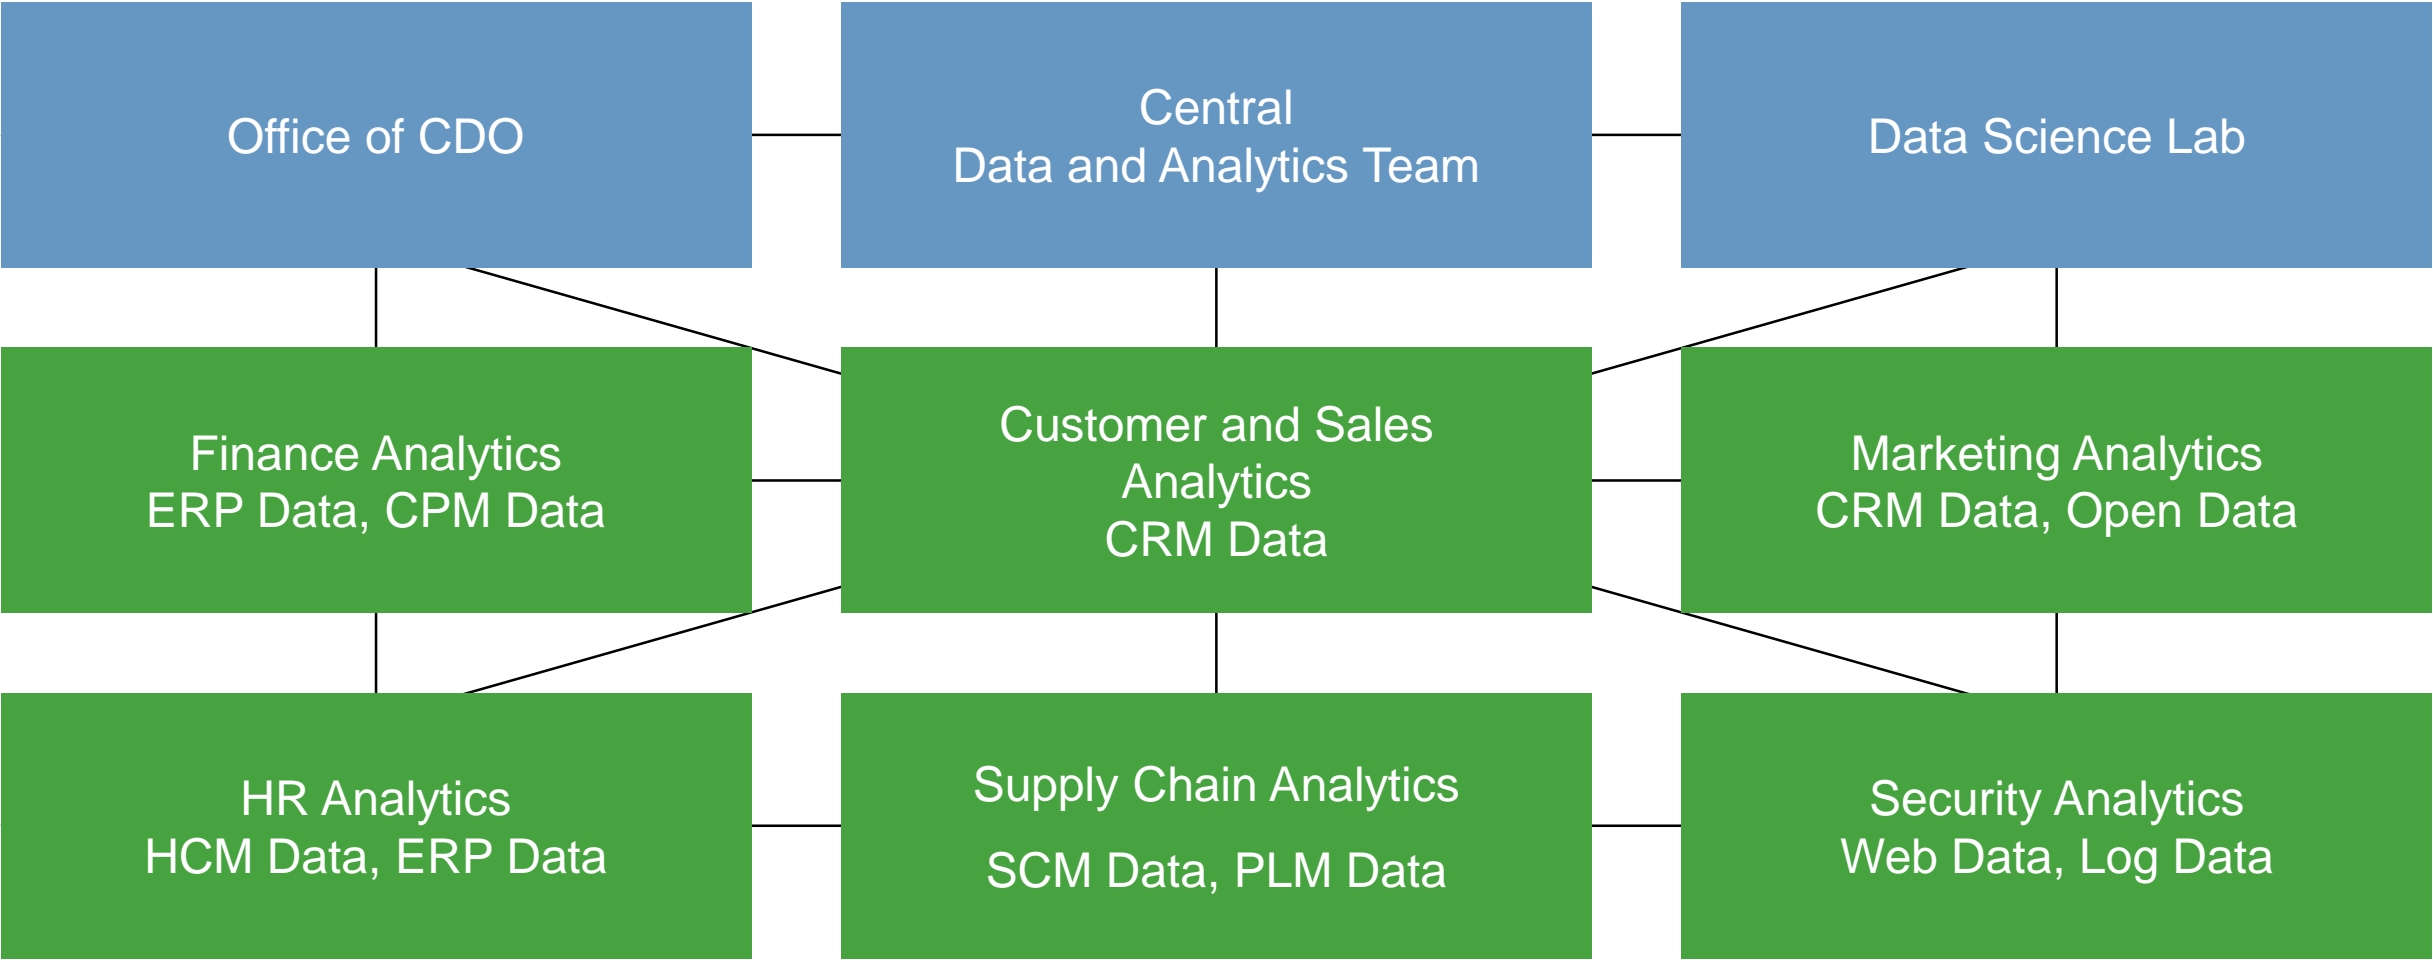 Office of CDO
Central
Data and Analytics Team
Data Science Lab
Finance Analytics
ERP Data, CPM Data
Customer and Sales
Analytics
CRM Data
Marketing Analytics
CRM Data, Open Data
HR Analytics
HCM Data, ERP Data
Supply Chain Analytics
SCM Data, PLM Data
Security Analytics
Web Data, Log Data